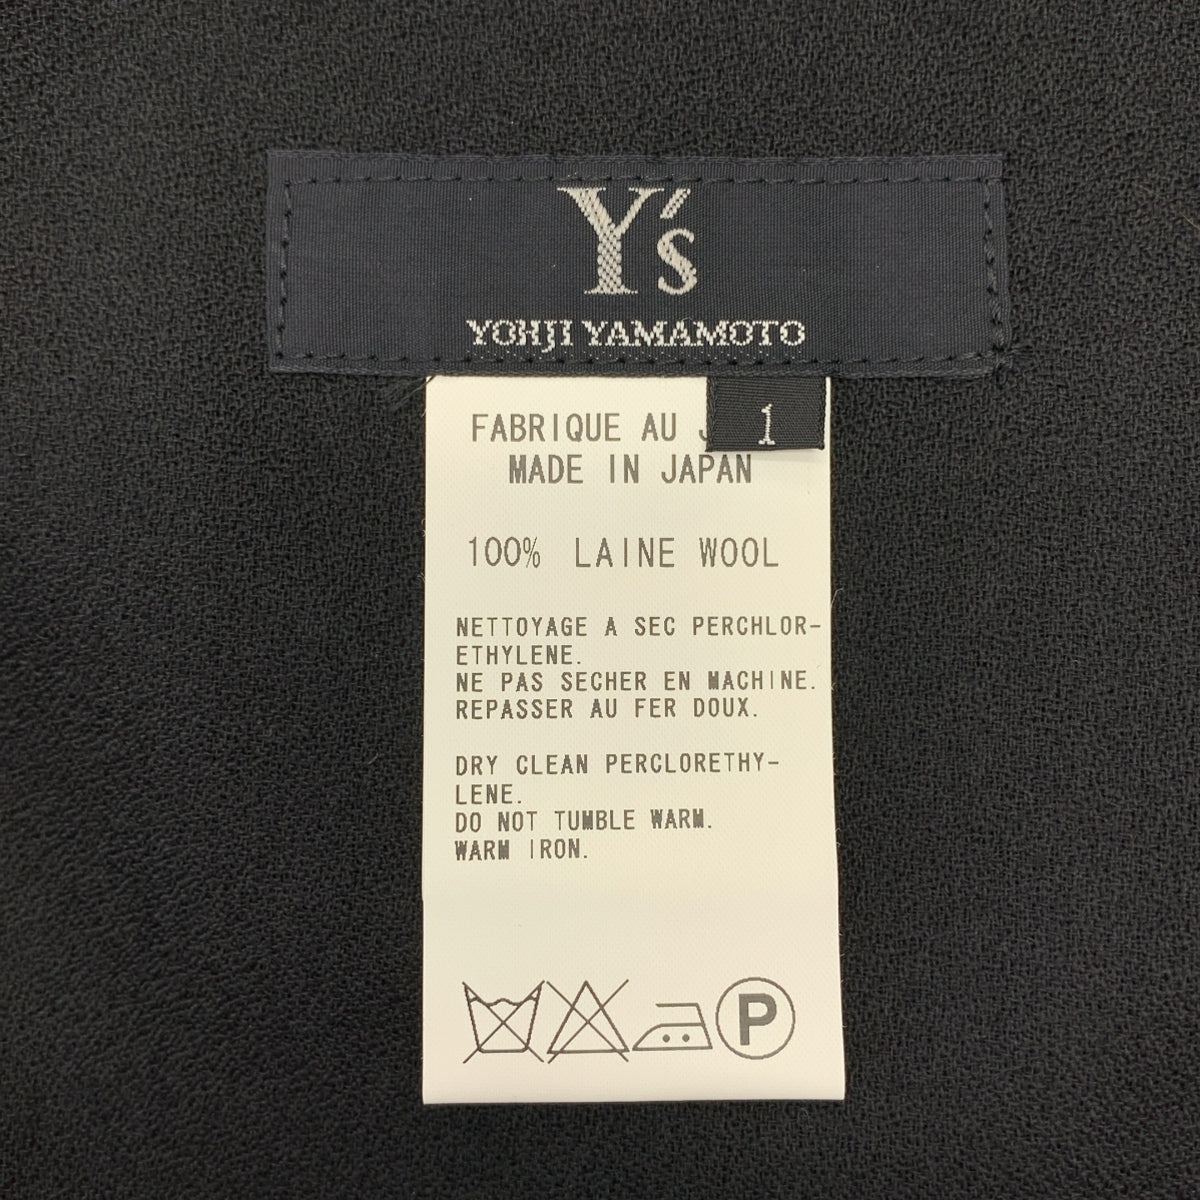 Y's
YOHJI YAMAMOTO
1
FABRIQUE AU
MADE IN JAPAN
100% LAINE WOOL
NETTOYAGE A SEC PERCHLOR-
ETHYLENE.
NE PAS SECHER EN MACHINE.
REPASSER AU FER DOUX.
DRY CLEAN PERCLORETHY-
LENE.
DO NOT TUMBLE WARM.
WARM IRON.
P